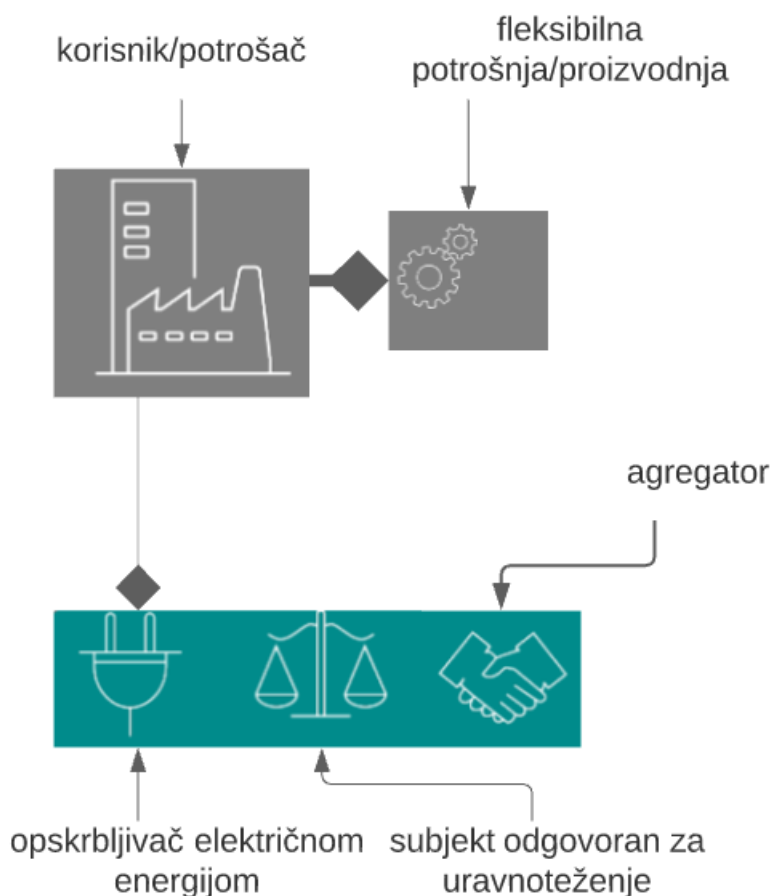 korisnik/potrošač
fleksibilna
potrošnja/proizvodnja
agregator
opskrbljivač električnom
energijom
subjekt odgovoran za
uravnoteženje